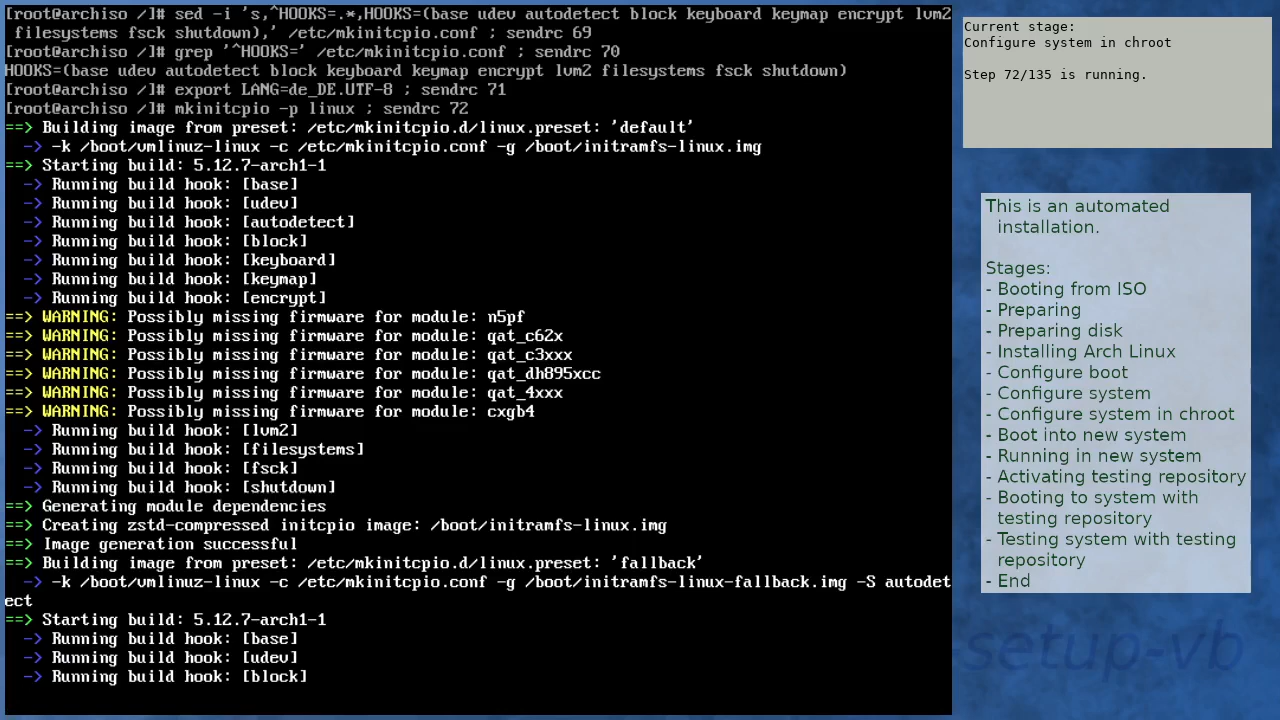 [root@archiso /]# sed -i 's,^HOOKS=.*,HOOKS=(base udev autodetect block keyboard keymap encrypt lvm2
 filesystems fsck shutdown),' /etc/mkinitcpio.conf ; sendrc 69
[root@archiso /]# grep '^HOOKS=' /etc/mkinitcpio.conf ; sendrc 70
HOOKS=(base udev autodetect block keyboard keymap encrypt lvm2 filesystems fsck shutdown)
[root@archiso /]# export LANG=de_DE.UTF-8 ; sendrc 71
[root@archiso /]# mkinitcpio -p linux ; sendrc 72
==> Building image from preset: /etc/mkinitcpio.d/linux.preset: 'default'
  -> -k /boot/vmlinuz-linux -c /etc/mkinitcpio.conf -g /boot/initramfs-linux.img
==> Starting build: 5.12.7-arch1-1
  -> Running build hook: [base]
  -> Running build hook: [udev]
  -> Running build hook: [autodetect]
  -> Running build hook: [block]
  -> Running build hook: [keyboard]
  -> Running build hook: [keymap]
  -> Running build hook: [encrypt]
==> WARNING: Possibly missing firmware for module: n5pf
==> WARNING: Possibly missing firmware for module: qat_c62x
==> WARNING: Possibly missing firmware for module: qat_c3xxx
==> WARNING: Possibly missing firmware for module: qat_dh895xcc
==> WARNING: Possibly missing firmware for module: qat_4xxx
==> WARNING: Possibly missing firmware for module: cxgb4
  -> Running build hook: [lvm2]
  -> Running build hook: [filesystems]
  -> Running build hook: [fsck]
  -> Running build hook: [shutdown]
==> Generating module dependencies
==> Creating zstd-compressed initcpio image: /boot/initramfs-linux.img
==> Image generation successful
==> Building image from preset: /etc/mkinitcpio.d/linux.preset: 'fallback'
  -> -k /boot/vmlinuz-linux -c /etc/mkinitcpio.conf -g /boot/initramfs-linux-fallback.img -S autodet
ect
==> Starting build: 5.12.7-arch1-1
  -> Running build hook: [base]
  -> Running build hook: [udev]
  -> Running build hook: [block]
Current stage:
Configure system in chroot
Step 72/135 is running.
This is an automated
installation.
Stages:
- Booting from ISO
- Preparing
- Preparing disk
- Installing Arch Linux
- Configure boot
- Configure system
- Configure system in chroot
- Boot into new system
- Running in new system
- Activating testing repository
- Booting to system with
testing repository
- Testing system with testing
repository
- End
-setup-vb